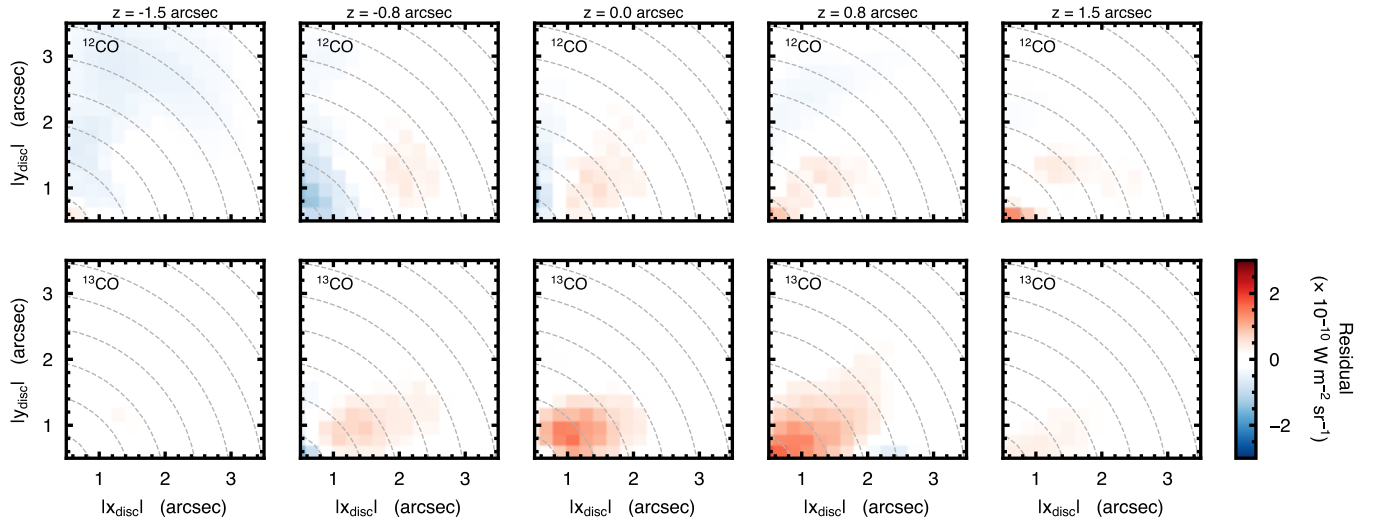 z = -1.5 arcsec
z = -0.8 arcsec
z = 0.0 arcsec
z = 0.8 arcsec
z = 1.5 arcsec
¹²CO
¹²CO
¹²CO
¹²CO
¹²CO
3
2
1
|y_disc| (arcsec)
¹³CO
¹³CO
¹³CO
¹³CO
¹³CO
3
2
1
|y_disc| (arcsec)
1 2 3
1 2 3
1 2 3
1 2 3
1 2 3
|x_disc| (arcsec)
|x_disc| (arcsec)
|x_disc| (arcsec)
|x_disc| (arcsec)
|x_disc| (arcsec)
2
0
−2
Residual
(× 10⁻¹⁰ W m⁻² sr⁻¹)